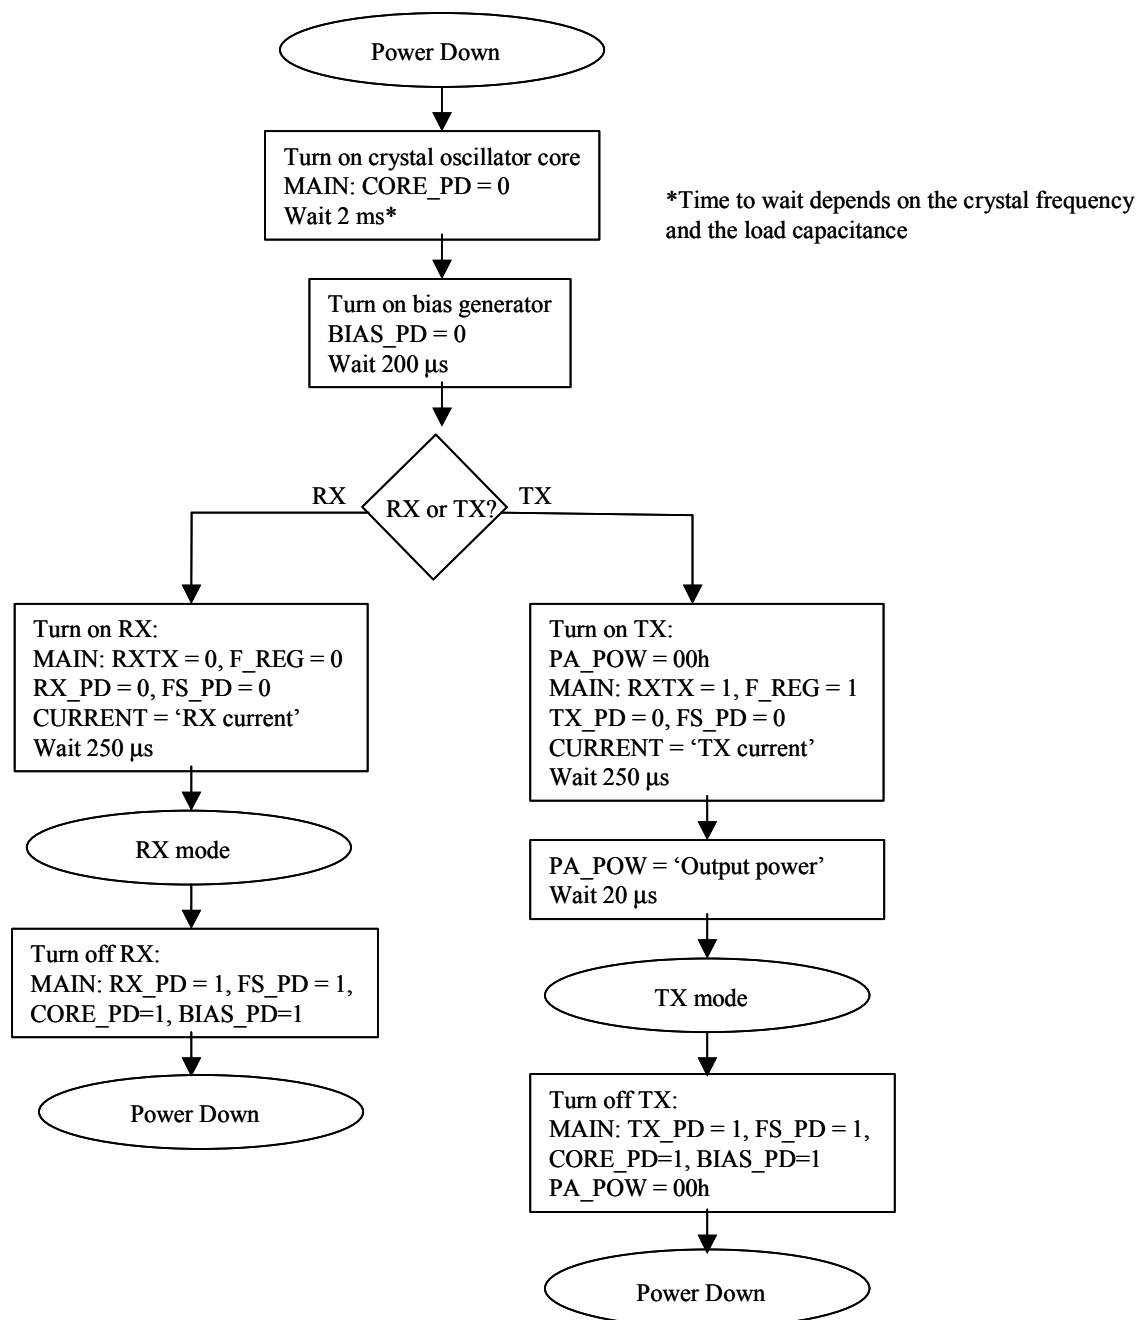 Power Down
Turn on crystal oscillator core
MAIN: CORE_PD = 0
Wait 2 ms*
*Time to wait depends on the crystal frequency
and the load capacitance
Turn on bias generator
BIAS_PD = 0
Wait 200 μs
RX
RX or TX?
TX
Turn on RX:
MAIN: RXTX = 0, F_REG = 0
RX_PD = 0, FS_PD = 0
CURRENT = ‘RX current’
Wait 250 μs
RX mode
Turn off RX:
MAIN: RX_PD = 1, FS_PD = 1,
CORE_PD=1, BIAS_PD=1
Power Down
Turn on TX:
PA_POW = 00h
MAIN: RXTX = 1, F_REG = 1
TX_PD = 0, FS_PD = 0
CURRENT = ‘TX current’
Wait 250 μs
PA_POW = ‘Output power’
Wait 20 μs
TX mode
Turn off TX:
MAIN: TX_PD = 1, FS_PD = 1,
CORE_PD=1, BIAS_PD=1
PA_POW = 00h
Power Down